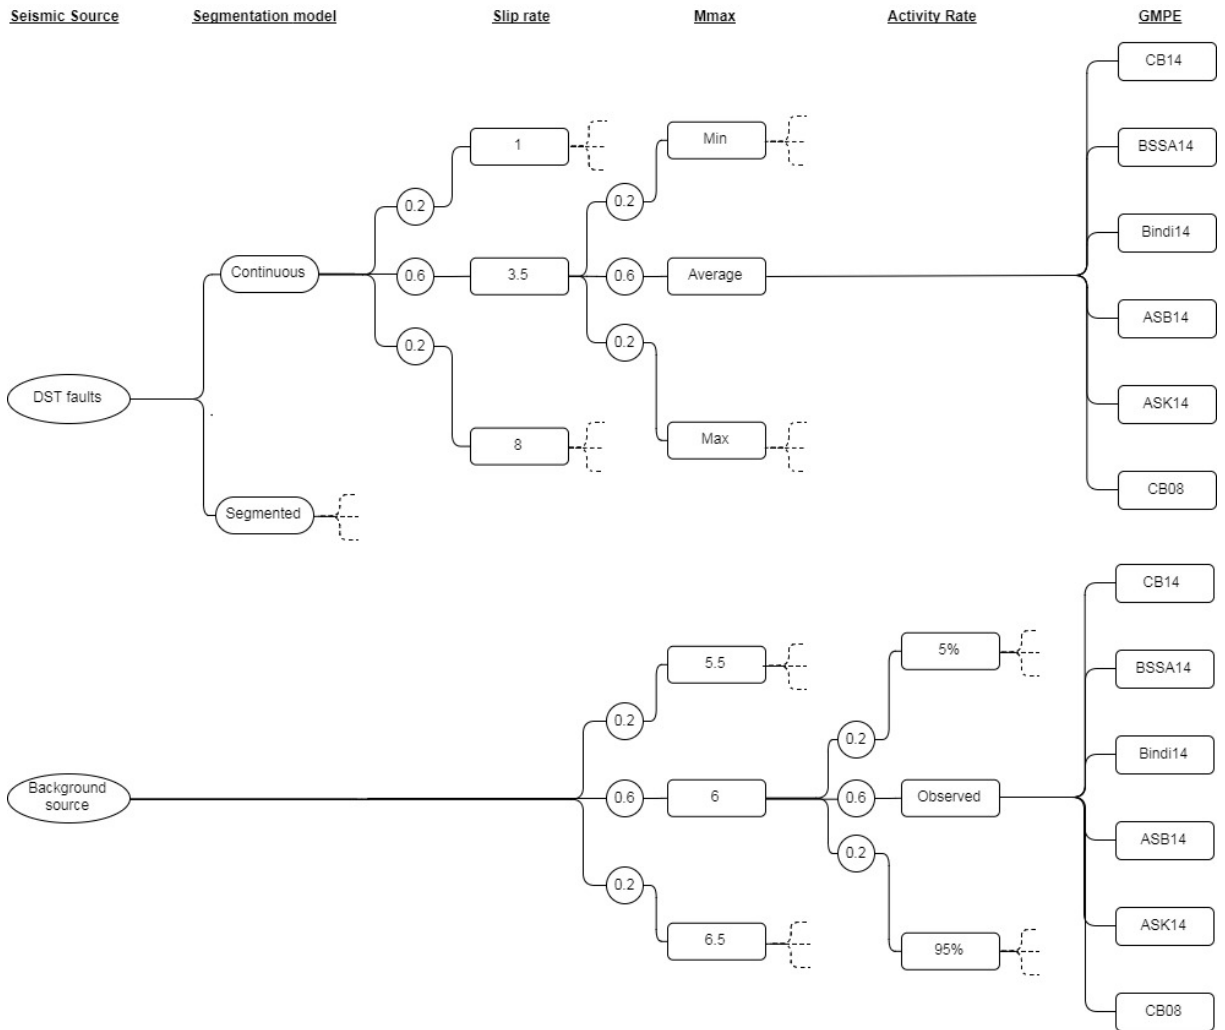 Seismic Source Segmentation model Slip rate Mmax Activity Rate GMPE
CB14
1
Min
BSSA14
0.2
0.2
Bindi14
Continuous
0.6
3.5
0.6
Average
ASB14
0.2
0.2
DST faults
ASK14
8
Max
CB08
Segmented
CB14
5.5
5%
BSSA14
0.2
0.2
Bindi14
Background
source
0.6
6
0.6
Observed
ASB14
0.2
0.2
ASK14
6.5
95%
CB08